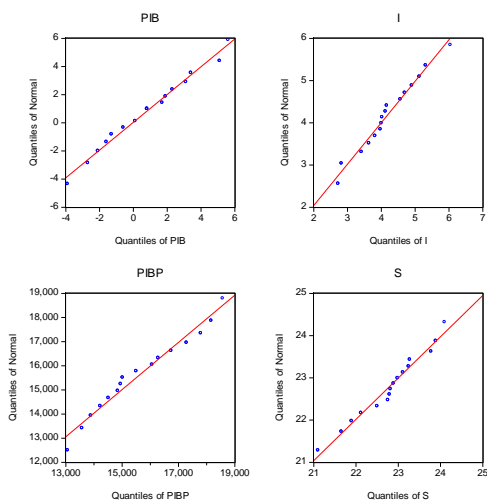 PIB
6
4
2
0
-2
-4
-6
-4 -2 0 2 4 6
Quantiles of PIB
Quantiles of Normal
I
6
5
4
3
2
2 3 4 5 6 7
Quantiles of I
Quantiles of Normal
PIBP
19,000
18,000
17,000
16,000
15,000
14,000
13,000
12,000
13,000 15,000 17,000 19,000
Quantiles of PIBP
Quantiles of Normal
S
25
24
23
22
21
21 22 23 24 25
Quantiles of S
Quantiles of Normal